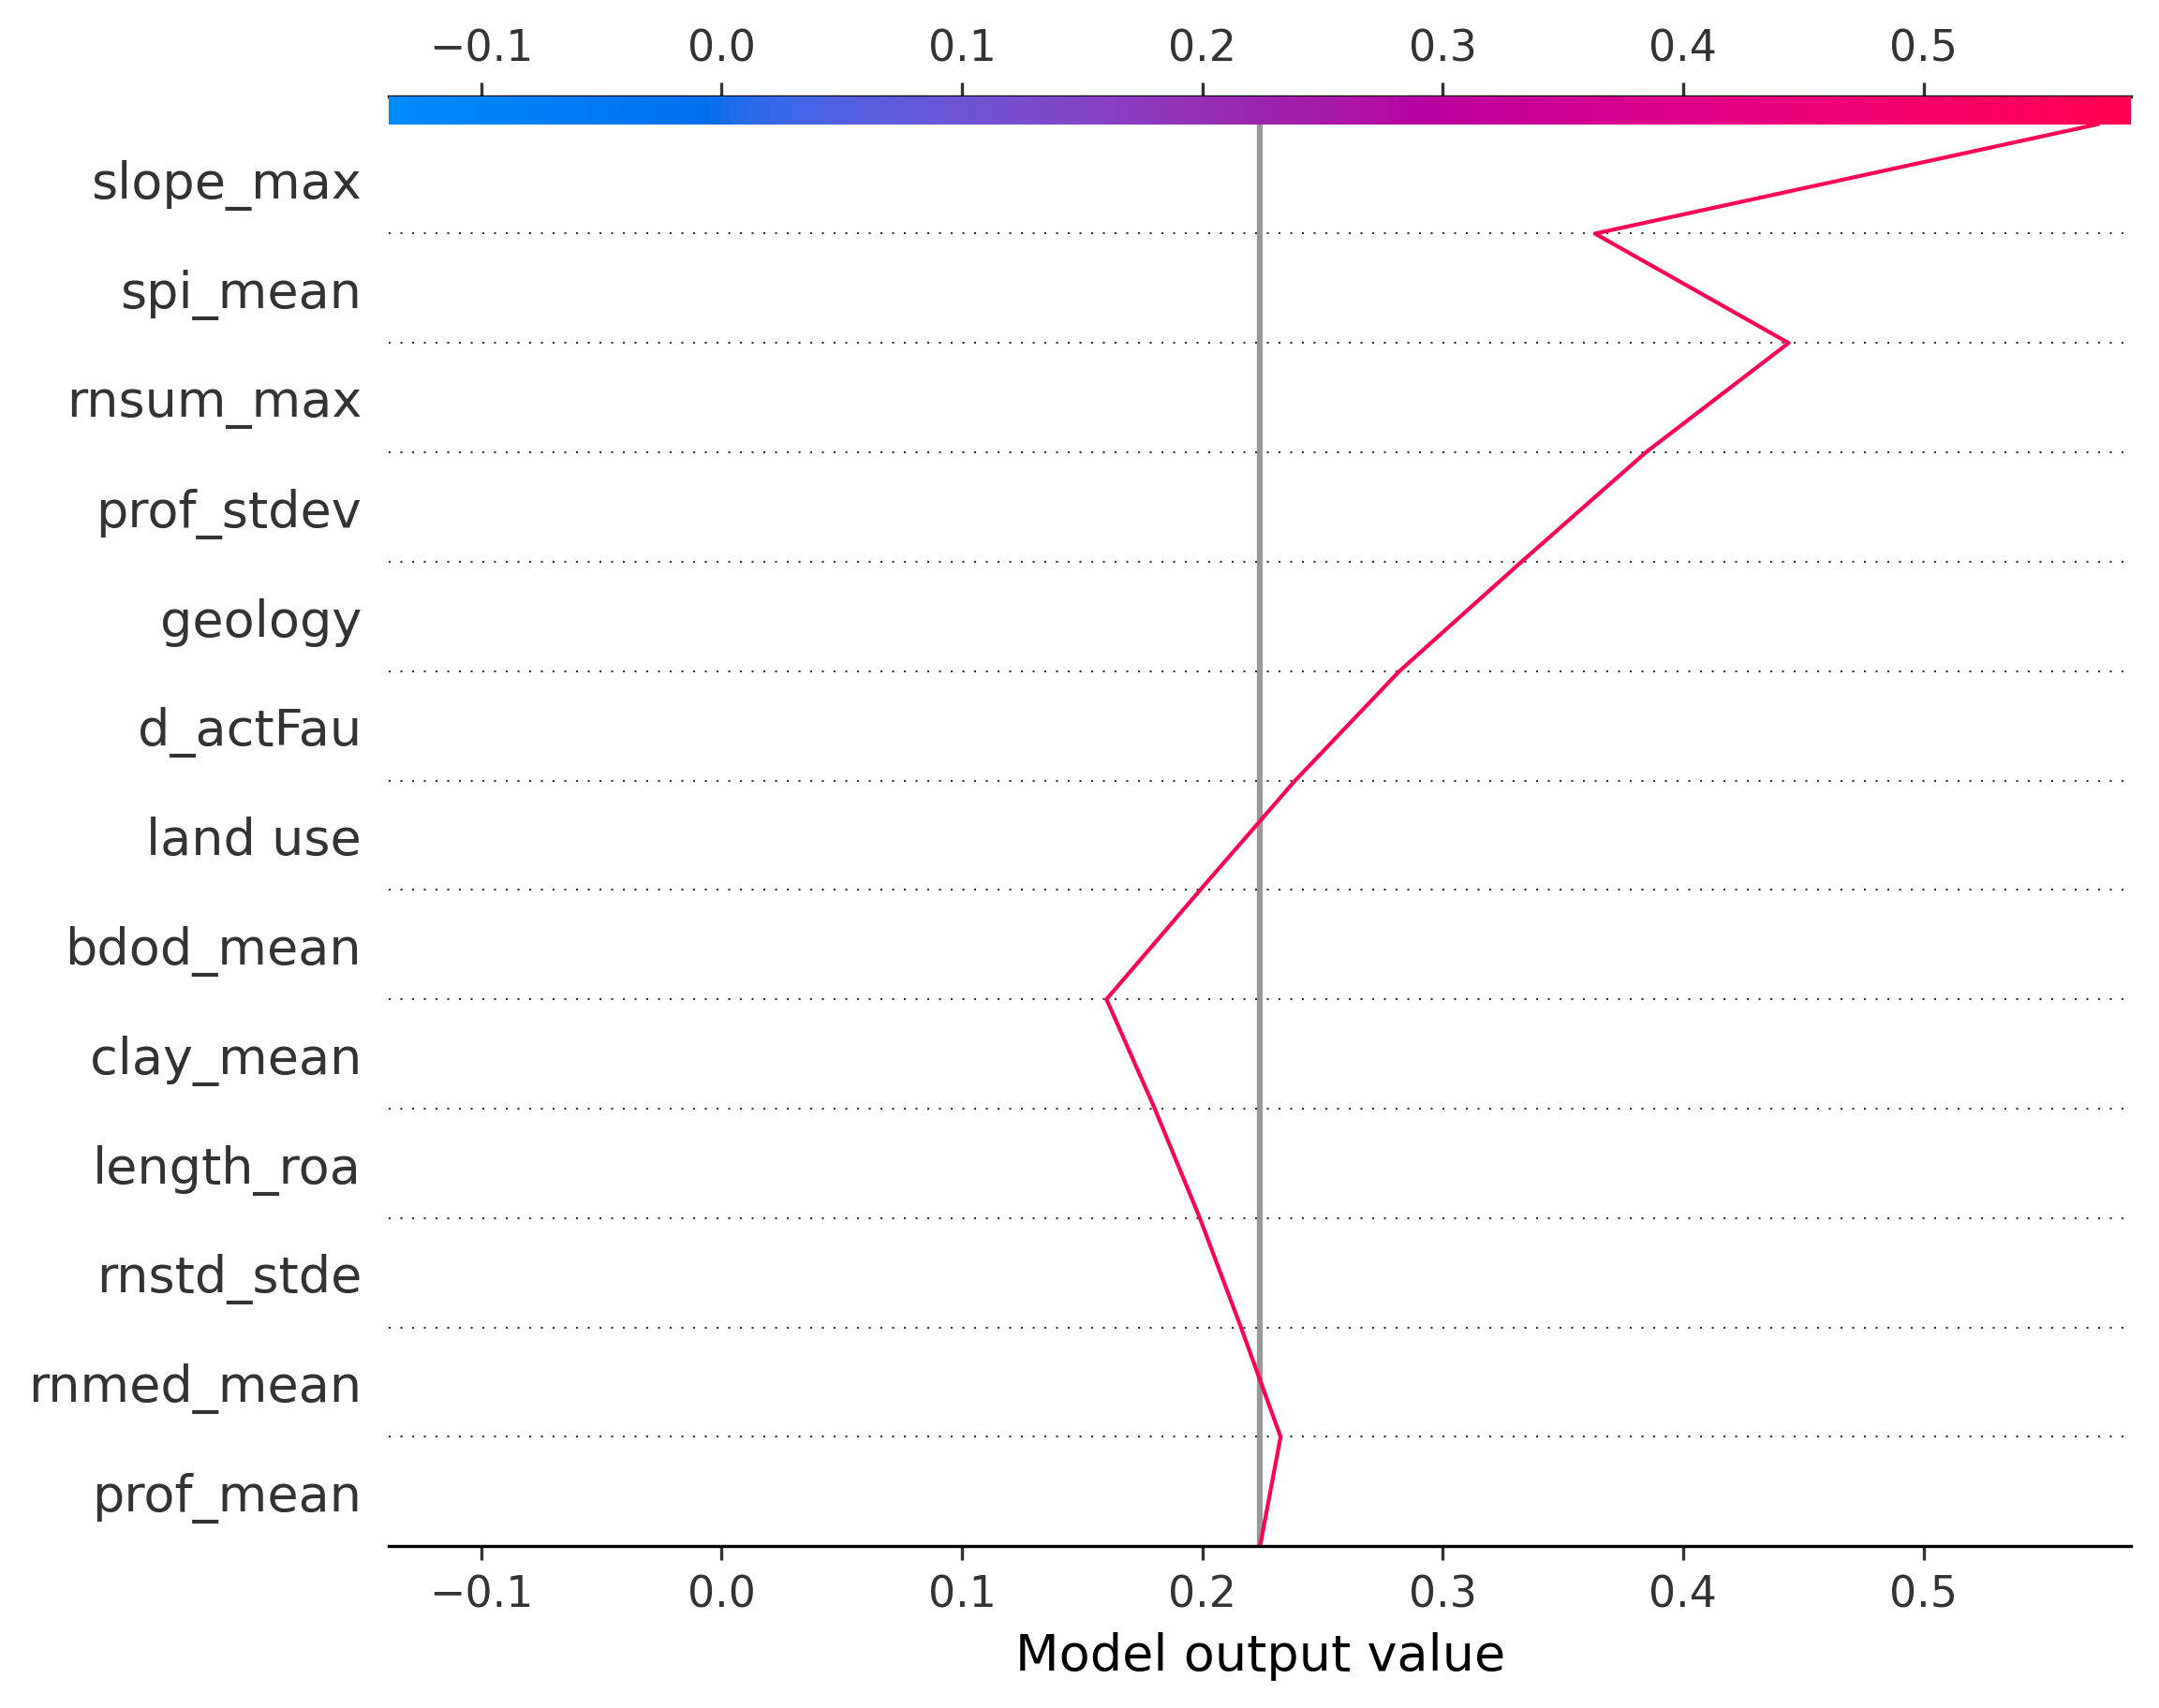 −0.1 0.0 0.1 0.2 0.3 0.4 0.5
slope_max
spi_mean
rnsum_max
prof_stdev
geology
d_actFau
land use
bdod_mean
clay_mean
length_roa
rnstd_stde
rnmed_mean
prof_mean
−0.1 0.0 0.1 0.2 0.3 0.4 0.5
Model output value